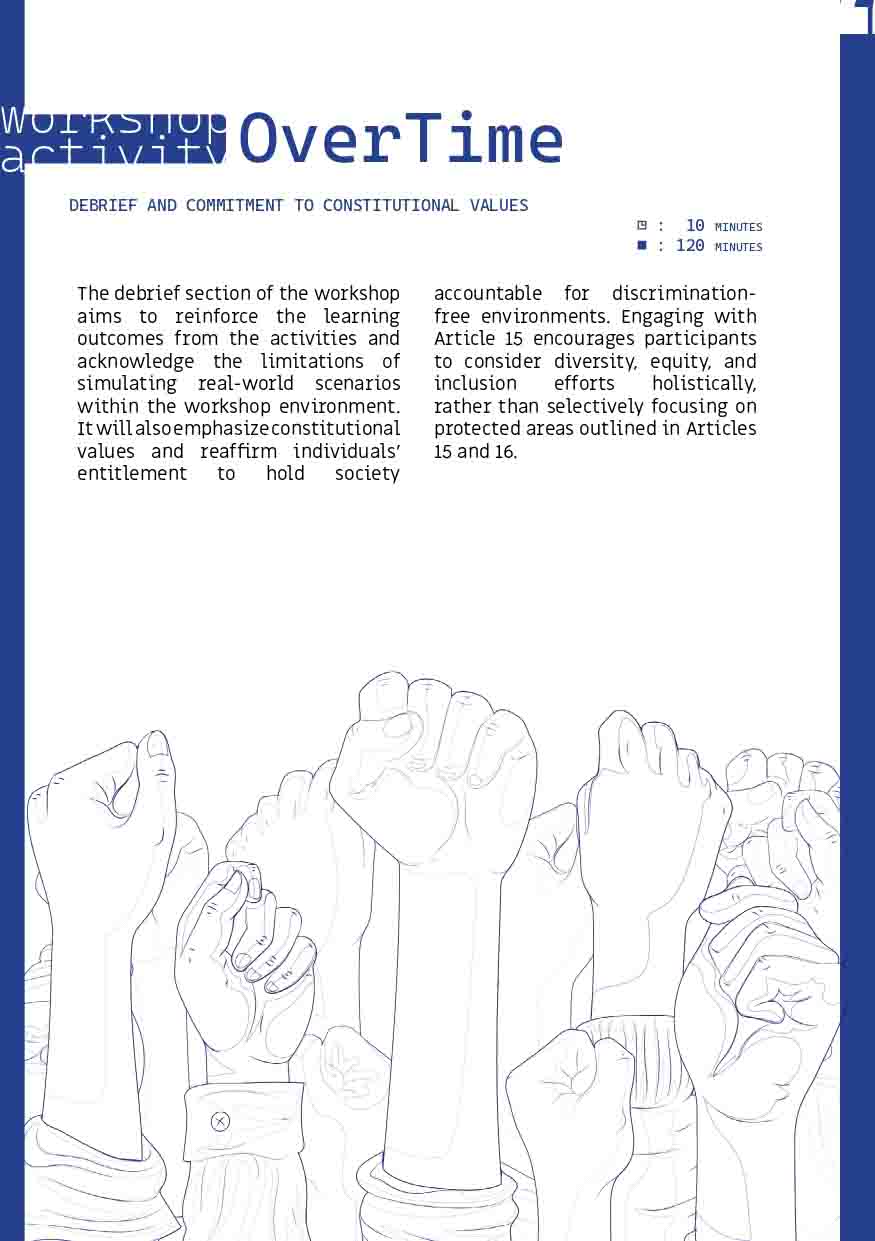 workshop
activity
OverTime
DEBRIEF AND COMMITMENT TO CONSTITUTIONAL VALUES
◳ : 10 MINUTES
■ : 120 MINUTES
The debrief section of the workshop
aims to reinforce the learning
outcomes from the activities and
acknowledge the limitations of
simulating real-world scenarios
within the workshop environment.
It will also emphasize constitutional
values and reaffirm individuals’
entitlement to hold society
accountable for discrimination-
free environments. Engaging with
Article 15 encourages participants
to consider diversity, equity, and
inclusion efforts holistically,
rather than selectively focusing on
protected areas outlined in Articles
15 and 16.